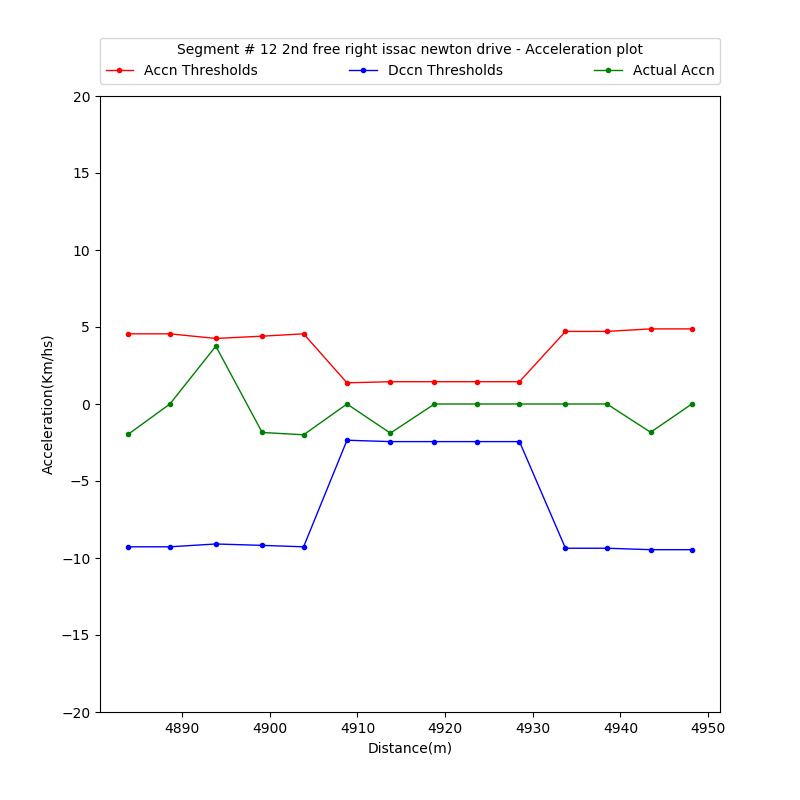 Segment # 12 2nd free right issac newton drive - Acceleration plot
Accn Thresholds Dccn Thresholds Actual Accn
20
15
10
5
0
−5
−10
−15
−20
Acceleration(Km/hs)
4890 4900 4910 4920 4930 4940 4950
Distance(m)